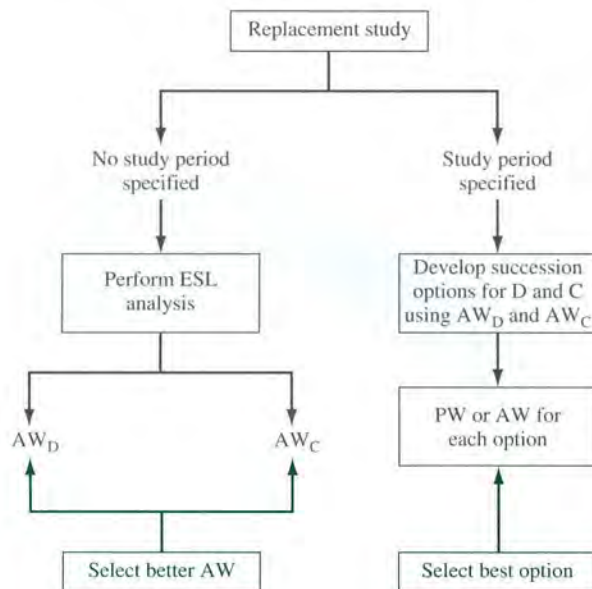 Replacement study
No study period
specified
Study period
specified
Perform ESL
analysis
Develop succession
options for D and C
using AW_D and AW_C
AW_D
AW_C
PW or AW for
each option
Select better AW
Select best option